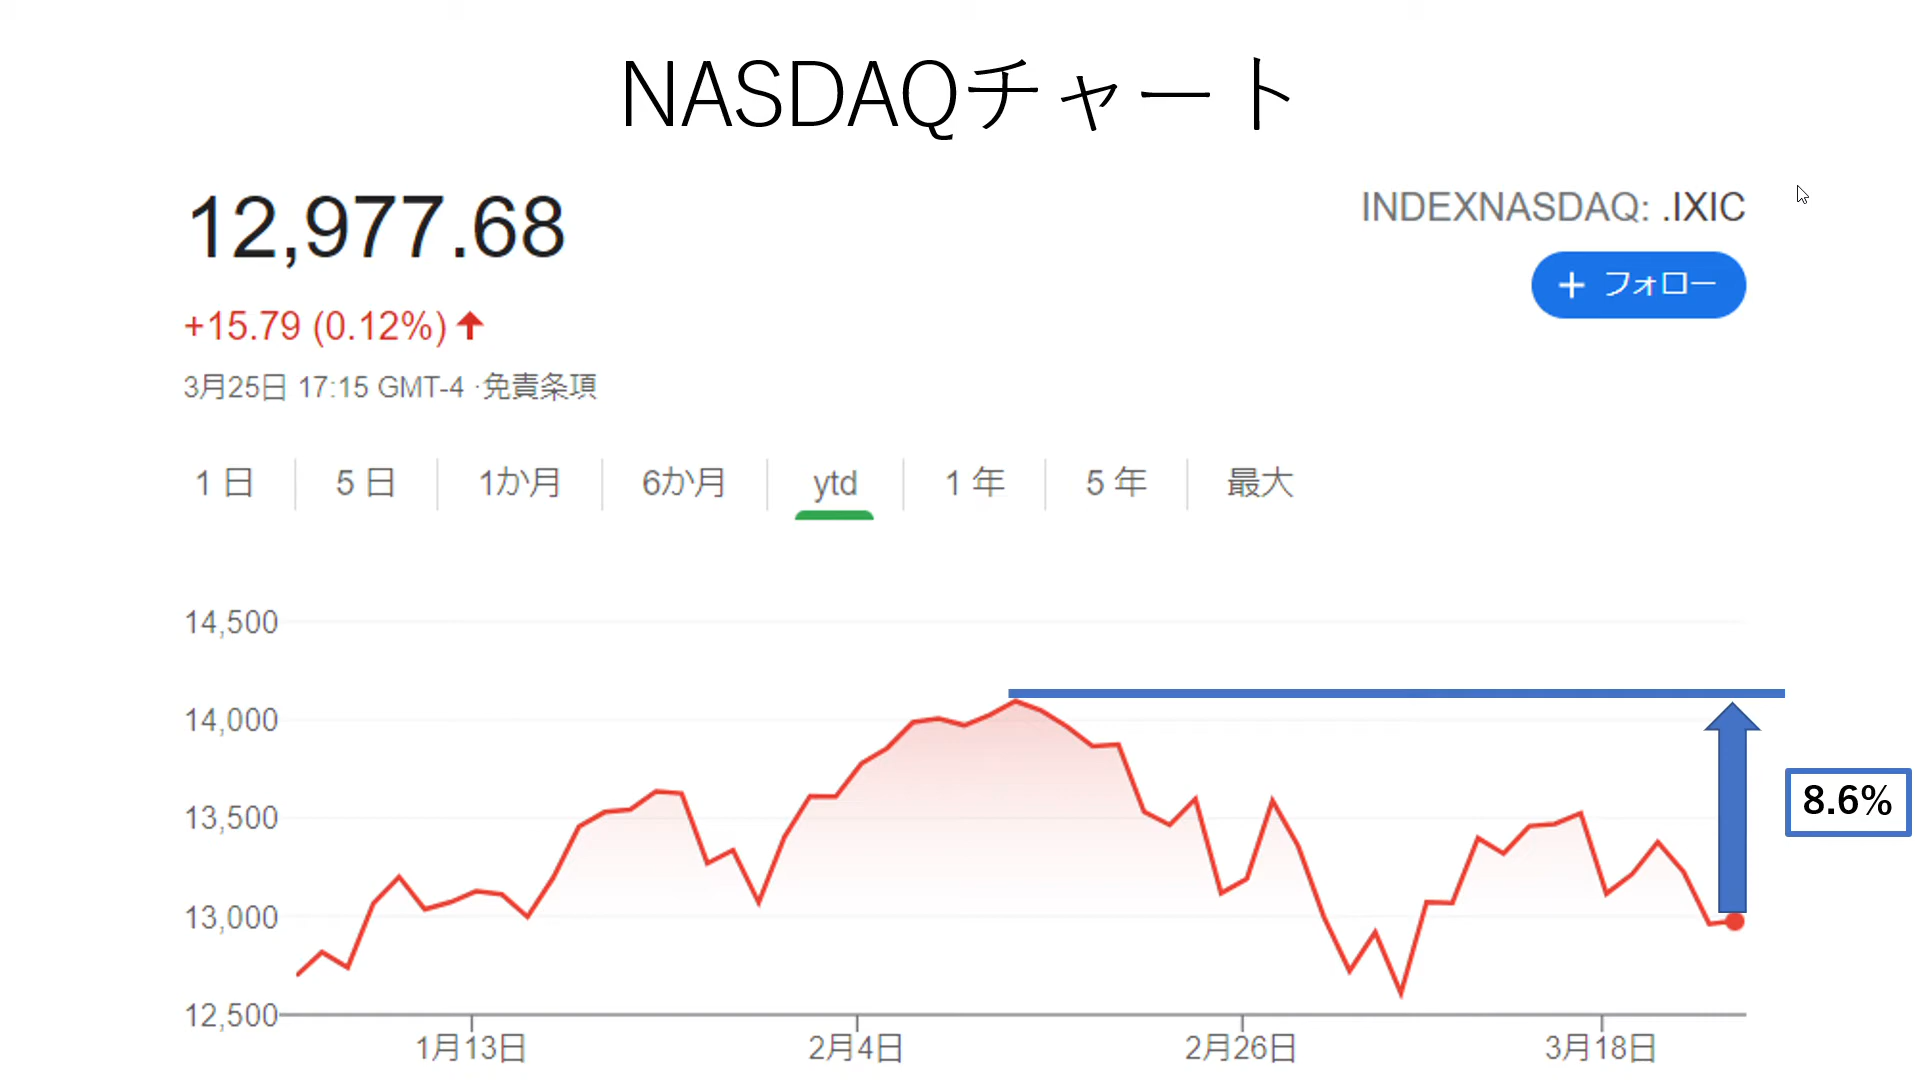 NASDAQチャート
12,977.68
INDEXNASDAQ: .IXIC
+ フォロー
+15.79 (0.12%)
3月25日 17:15 GMT-4 ·免責条項
1 日 5 日 1か月 6か月 ytd 1 年 5 年 最大
14,500
14,000
13,500
13,000
12,500
8.6%
1月13日 2月4日 2月26日 3月18日